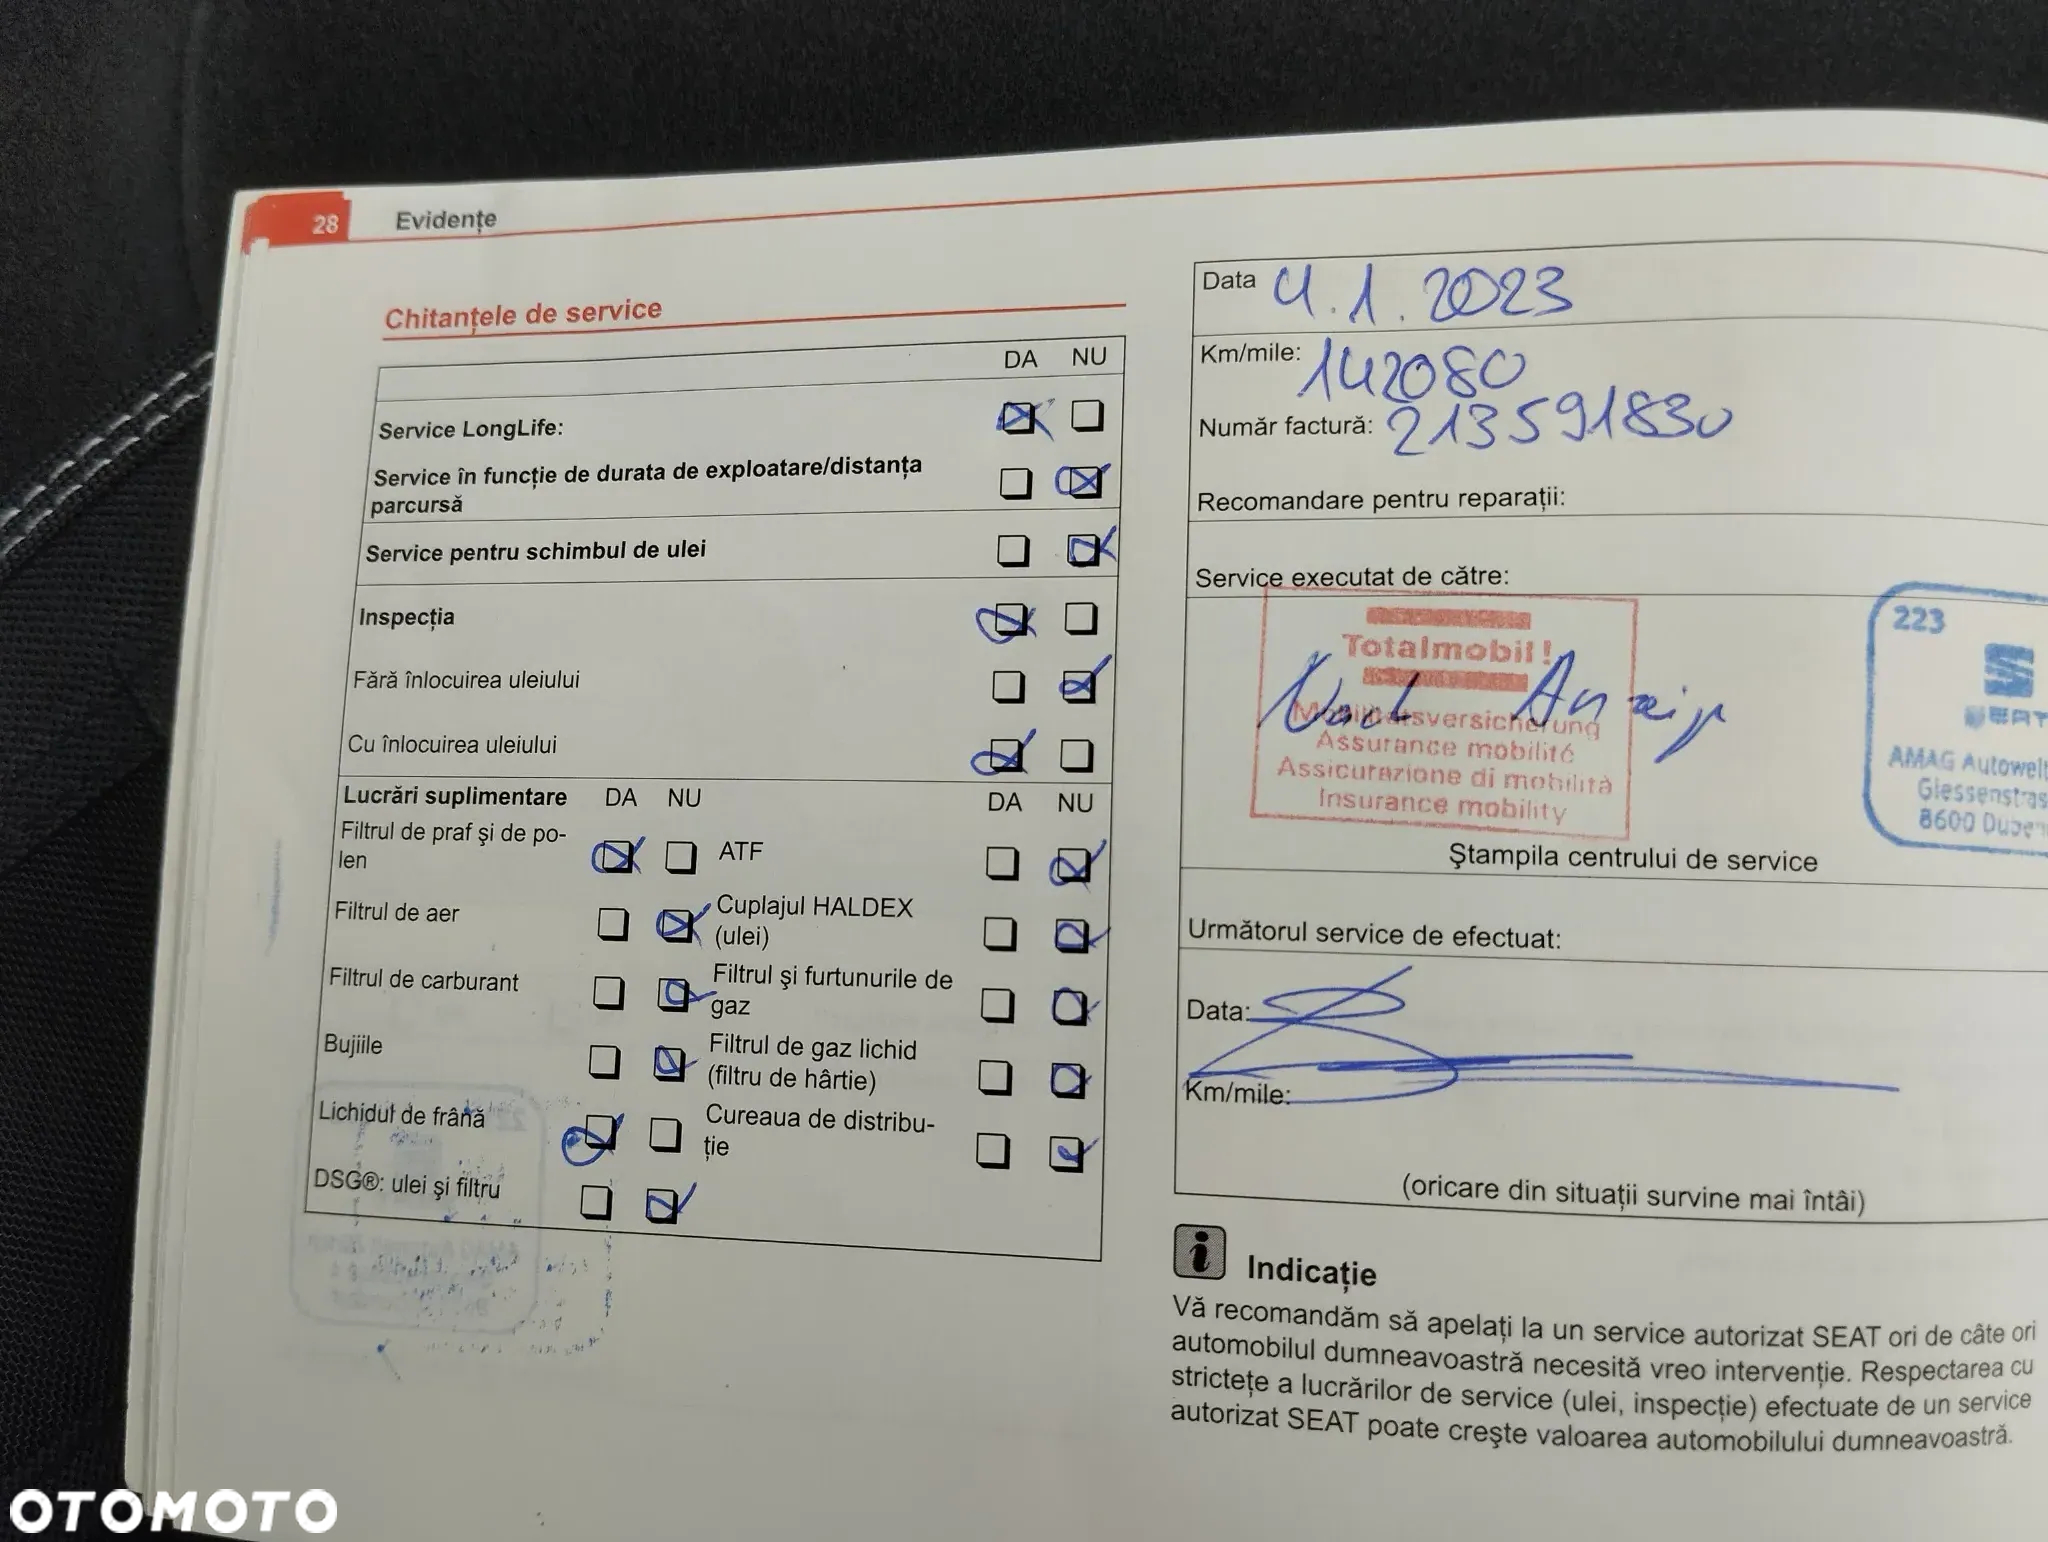 28 Evidențe
Chitanțele de service
DA NU
Service LongLife:
Service în funcție de durata de exploatare/distanța
parcursă
Service pentru schimbul de ulei
Inspecția
Fără înlocuirea uleiului
Cu înlocuirea uleiului
Lucrări suplimentare DA NU DA NU
Filtrul de praf și de po-
len
ATF
Filtrul de aer
Cuplajul HALDEX
(ulei)
Filtrul de carburant
Filtrul și furtunurile de
gaz
Bujiile
Filtrul de gaz lichid
(filtru de hârtie)
Lichidul de frână
Cureaua de distribu-
ție
DSG®: ulei și filtru
Data 4.1.2023
Km/mile: 142080
Număr factură: 213591830
Recomandare pentru reparații:
Service executat de către:
Totalmobil!
Mobilitätsversicherung
Assurance mobilité
Assicurazione di mobilità
Insurance mobility
Nach Anzeige
223
SEAT
AMAG Autowelt
Giessenstras
8600 Duben
Ștampila centrului de service
Următorul service de efectuat:
Data:
Km/mile:
(oricare din situații survine mai întâi)
Indicație
Vă recomandăm să apelați la un service autorizat SEAT ori de câte ori
automobilul dumneavoastră necesită vreo intervenție. Respectarea cu
strictețe a lucrărilor de service (ulei, inspecție) efectuate de un service
autorizat SEAT poate crește valoarea automobilului dumneavoastră.
OTOMOTO